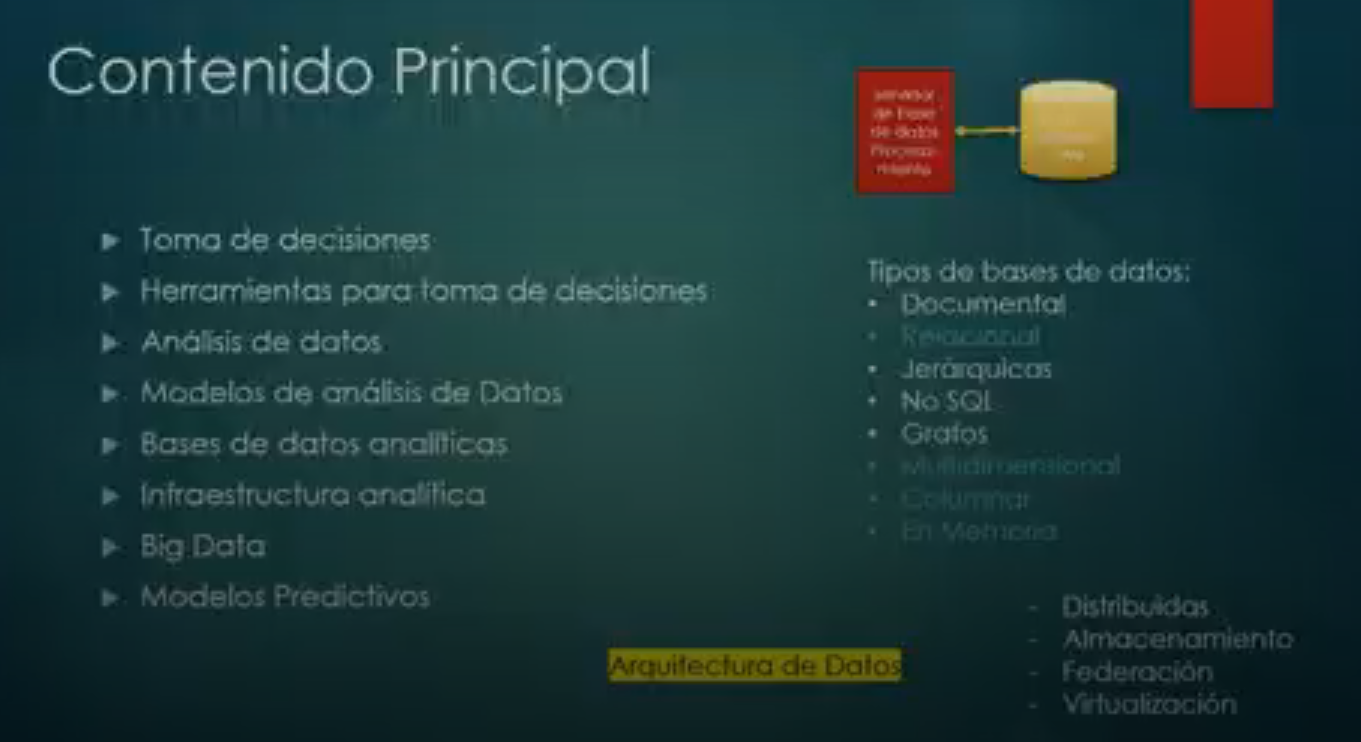 Contenido Principal
Servidor
de base
de datos
Procesa-
miento
Toma de decisiones
Herramientas para toma de decisiones
Análisis de datos
Modelos de análisis de Datos
Bases de datos analíticas
Infraestructura analítica
Big Data
Modelos Predictivos
Tipos de bases de datos:
Documental
Relacional
Jerárquicas
No SQL
Grafos
Multidimensional
Columnar
En Memoria
Arquitectura de Datos
- Distribuidas
- Almacenamiento
- Federación
- Virtualización